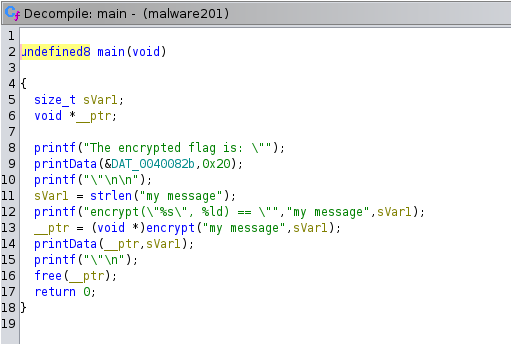 Decompile: main - (malware201)
1
2 undefined8 main(void)
3
4 {
5   size_t sVar1;
6   void *__ptr;
7
8   printf("The encrypted flag is: \"");
9   printData(&DAT_0040082b,0x20);
10   printf("\"\n\n");
11   sVar1 = strlen("my message");
12   printf("encrypt(\"%s\", %ld) == \"","my message",sVar1);
13   __ptr = (void *)encrypt("my message",sVar1);
14   printData(__ptr,sVar1);
15   printf("\"\n");
16   free(__ptr);
17   return 0;
18 }
19